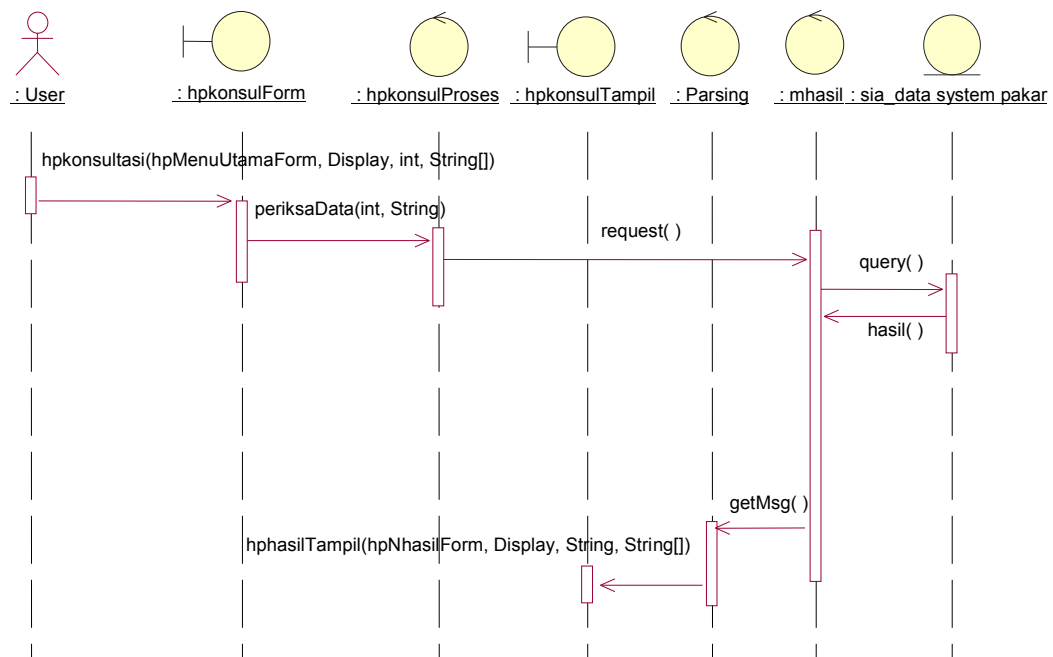 : User
: hpkonsulForm
: hpkonsulProses
: hpkonsulTampil
: Parsing
: mhasil
: sia_data system pakar
hpkonsultasi(hpMenuUtamaForm, Display, int, String[])
periksaData(int, String)
request( )
query( )
hasil( )
getMsg( )
hphasilTampil(hpNhasilForm, Display, String, String[])